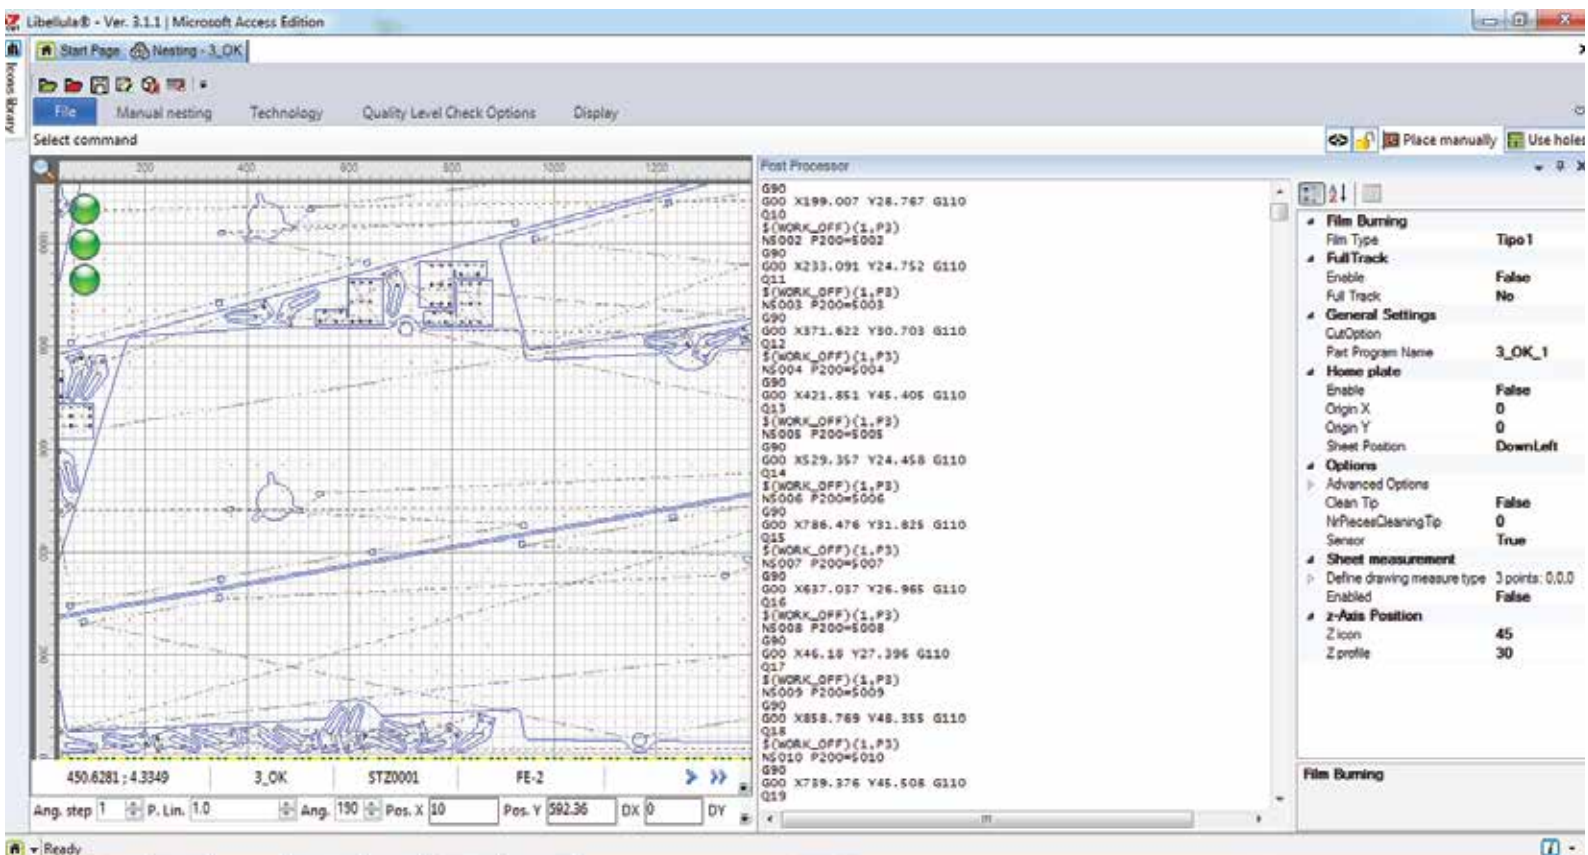 Libellula® - Ver. 3.1.1 | Microsoft Access Edition
Start Page Nesting - 3_OK
Icons library
File Manual nesting Technology Quality Level Check Options Display
Select command
Place manually Use holes
200 400 600 800 1000 1200
Post Processor
G90
G00 X199.007 Y28.767 G110
Q10
$(WORK_OFF)(1,P3)
N5002 P200=5002
G90
G00 X233.091 Y24.752 G110
Q11
$(WORK_OFF)(1,P3)
N5003 P200=5003
G90
G00 X371.622 Y30.703 G110
Q12
$(WORK_OFF)(1,P3)
N5004 P200=5004
G90
G00 X421.851 Y45.405 G110
Q13
$(WORK_OFF)(1,P3)
N5005 P200=5005
G90
G00 X529.357 Y24.458 G110
Q14
$(WORK_OFF)(1,P3)
N5006 P200=5006
G90
G00 X786.476 Y31.825 G110
Q15
$(WORK_OFF)(1,P3)
N5007 P200=5007
G90
G00 X637.037 Y26.965 G110
Q16
$(WORK_OFF)(1,P3)
N5008 P200=5008
G90
G00 X46.18 Y27.396 G110
Q17
$(WORK_OFF)(1,P3)
N5009 P200=5009
G90
G00 X858.769 Y48.355 G110
Q18
$(WORK_OFF)(1,P3)
N5010 P200=5010
G90
G00 X739.376 Y45.508 G110
Q19
Film Burning
Film Type Tipo1
FullTrack
Enable False
Full Track No
General Settings
CutOption
Part Program Name 3_OK_1
Home plate
Enable False
Origin X 0
Origin Y 0
Sheet Position DownLeft
Options
Advanced Options
Clean Tip False
NrPiecesCleaningTip 0
Sensor True
Sheet measurement
Define drawing measure type 3 points: 0,0,0
Enabled False
z-Axis Position
Z icon 45
Z profile 30
Film Burning
450.6281 ; 4.3349 3_OK STZ0001 FE-2
Ang. step 1 P. Lin. 1.0 Ang. 190 Pos. X 10 Pos. Y 592.36 DX 0 DY
Ready